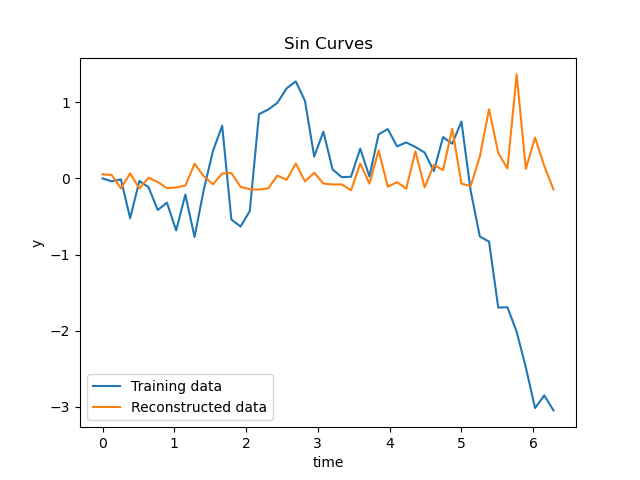 Sin Curves
y
1
0
−1
−2
−3
Training data
Reconstructed data
0 1 2 3 4 5 6
time